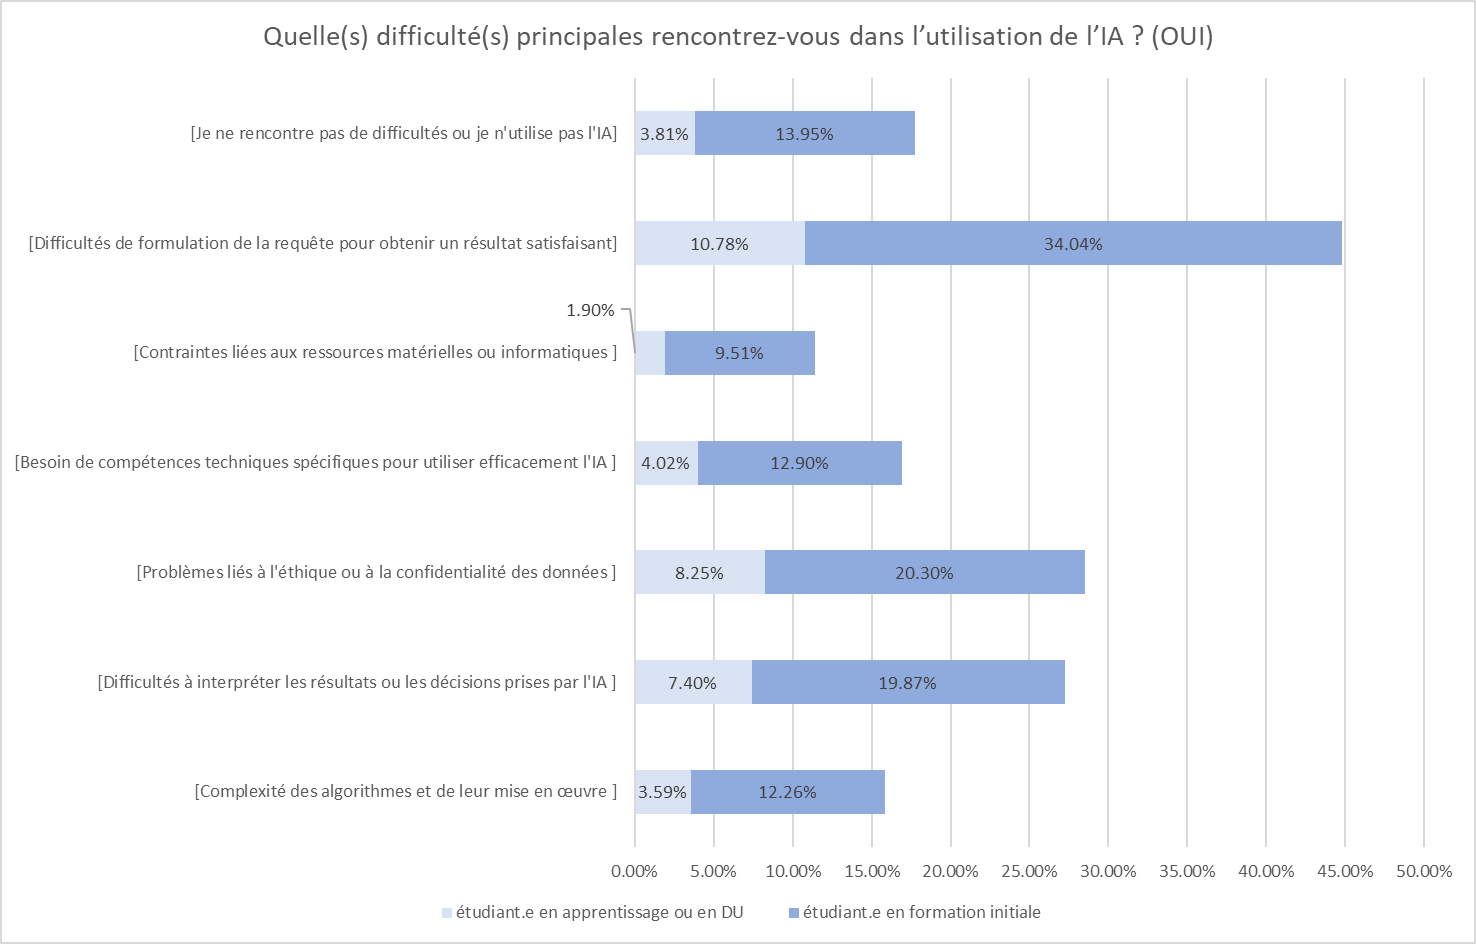 Quelle(s) difficulté(s) principales rencontrez-vous dans l’utilisation de l’IA ? (OUI)
[Je ne rencontre pas de difficultés ou je n'utilise pas l'IA] 3.81% 13.95%
[Difficultés de formulation de la requête pour obtenir un résultat satisfaisant] 10.78% 34.04%
1.90%
[Contraintes liées aux ressources matérielles ou informatiques ] 9.51%
[Besoin de compétences techniques spécifiques pour utiliser efficacement l'IA ] 4.02% 12.90%
[Problèmes liés à l'éthique ou à la confidentialité des données ] 8.25% 20.30%
[Difficultés à interpréter les résultats ou les décisions prises par l'IA ] 7.40% 19.87%
[Complexité des algorithmes et de leur mise en œuvre ] 3.59% 12.26%
0.00% 5.00% 10.00% 15.00% 20.00% 25.00% 30.00% 35.00% 40.00% 45.00% 50.00%
étudiant.e en apprentissage ou en DU étudiant.e en formation initiale